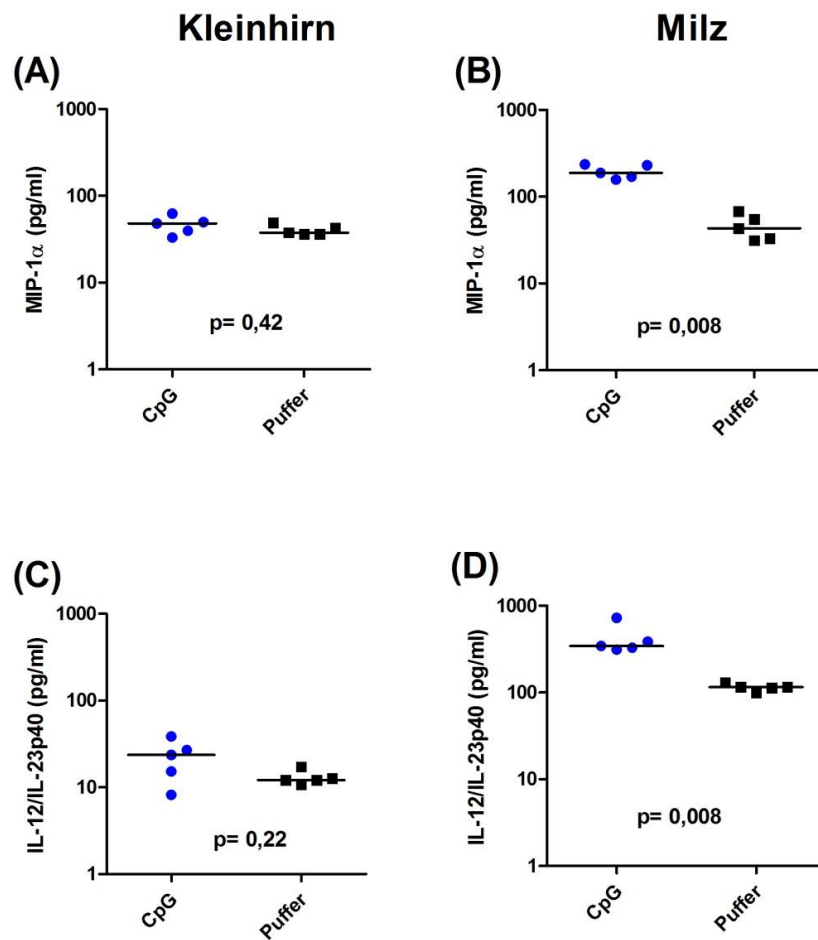 Kleinhirn
Milz
(A)
MIP-1α (pg/ml)
1000
100
10
1
p= 0,42
CpG
Puffer
(B)
MIP-1α (pg/ml)
1000
100
10
1
p= 0,008
CpG
Puffer
(C)
IL-12/IL-23p40 (pg/ml)
1000
100
10
1
p= 0,22
CpG
Puffer
(D)
IL-12/IL-23p40 (pg/ml)
1000
100
10
1
p= 0,008
CpG
Puffer